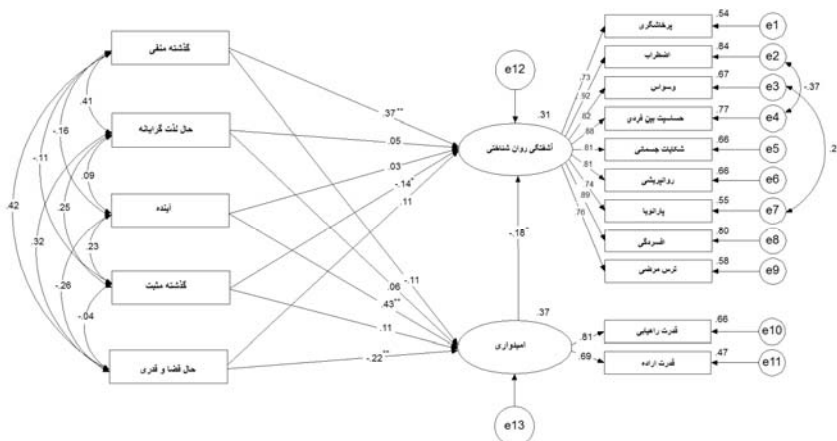 گذشته منفی
حال لذت گرایانه
آینده
گذشته مثبت
حال قضا و قدری
.41
-.16
-.11
.42
.09
.25
.32
.23
-.26
-.04
.37**
.05
.03
-.14*
.11
-.11
.06
.43**
.11
-.22**
-.18*
e12
.31
آشفتگی روان شناختی
.37
امیدواری
e13
.73
.92
.82
.88
.81
.81
.74
.89
.76
پرخاشگری
.54
e1
اضطراب
.84
e2
وسواس
.67
e3
حساسیت بین فردی
.77
e4
شکایات جسمانی
.66
e5
روانپریشی
.66
e6
پارانویا
.55
e7
افسردگی
.80
e8
ترس مرضی
.58
e9
-.37
.2
.81
قدرت راهیابی
.66
e10
.69
قدرت اراده
.47
e11